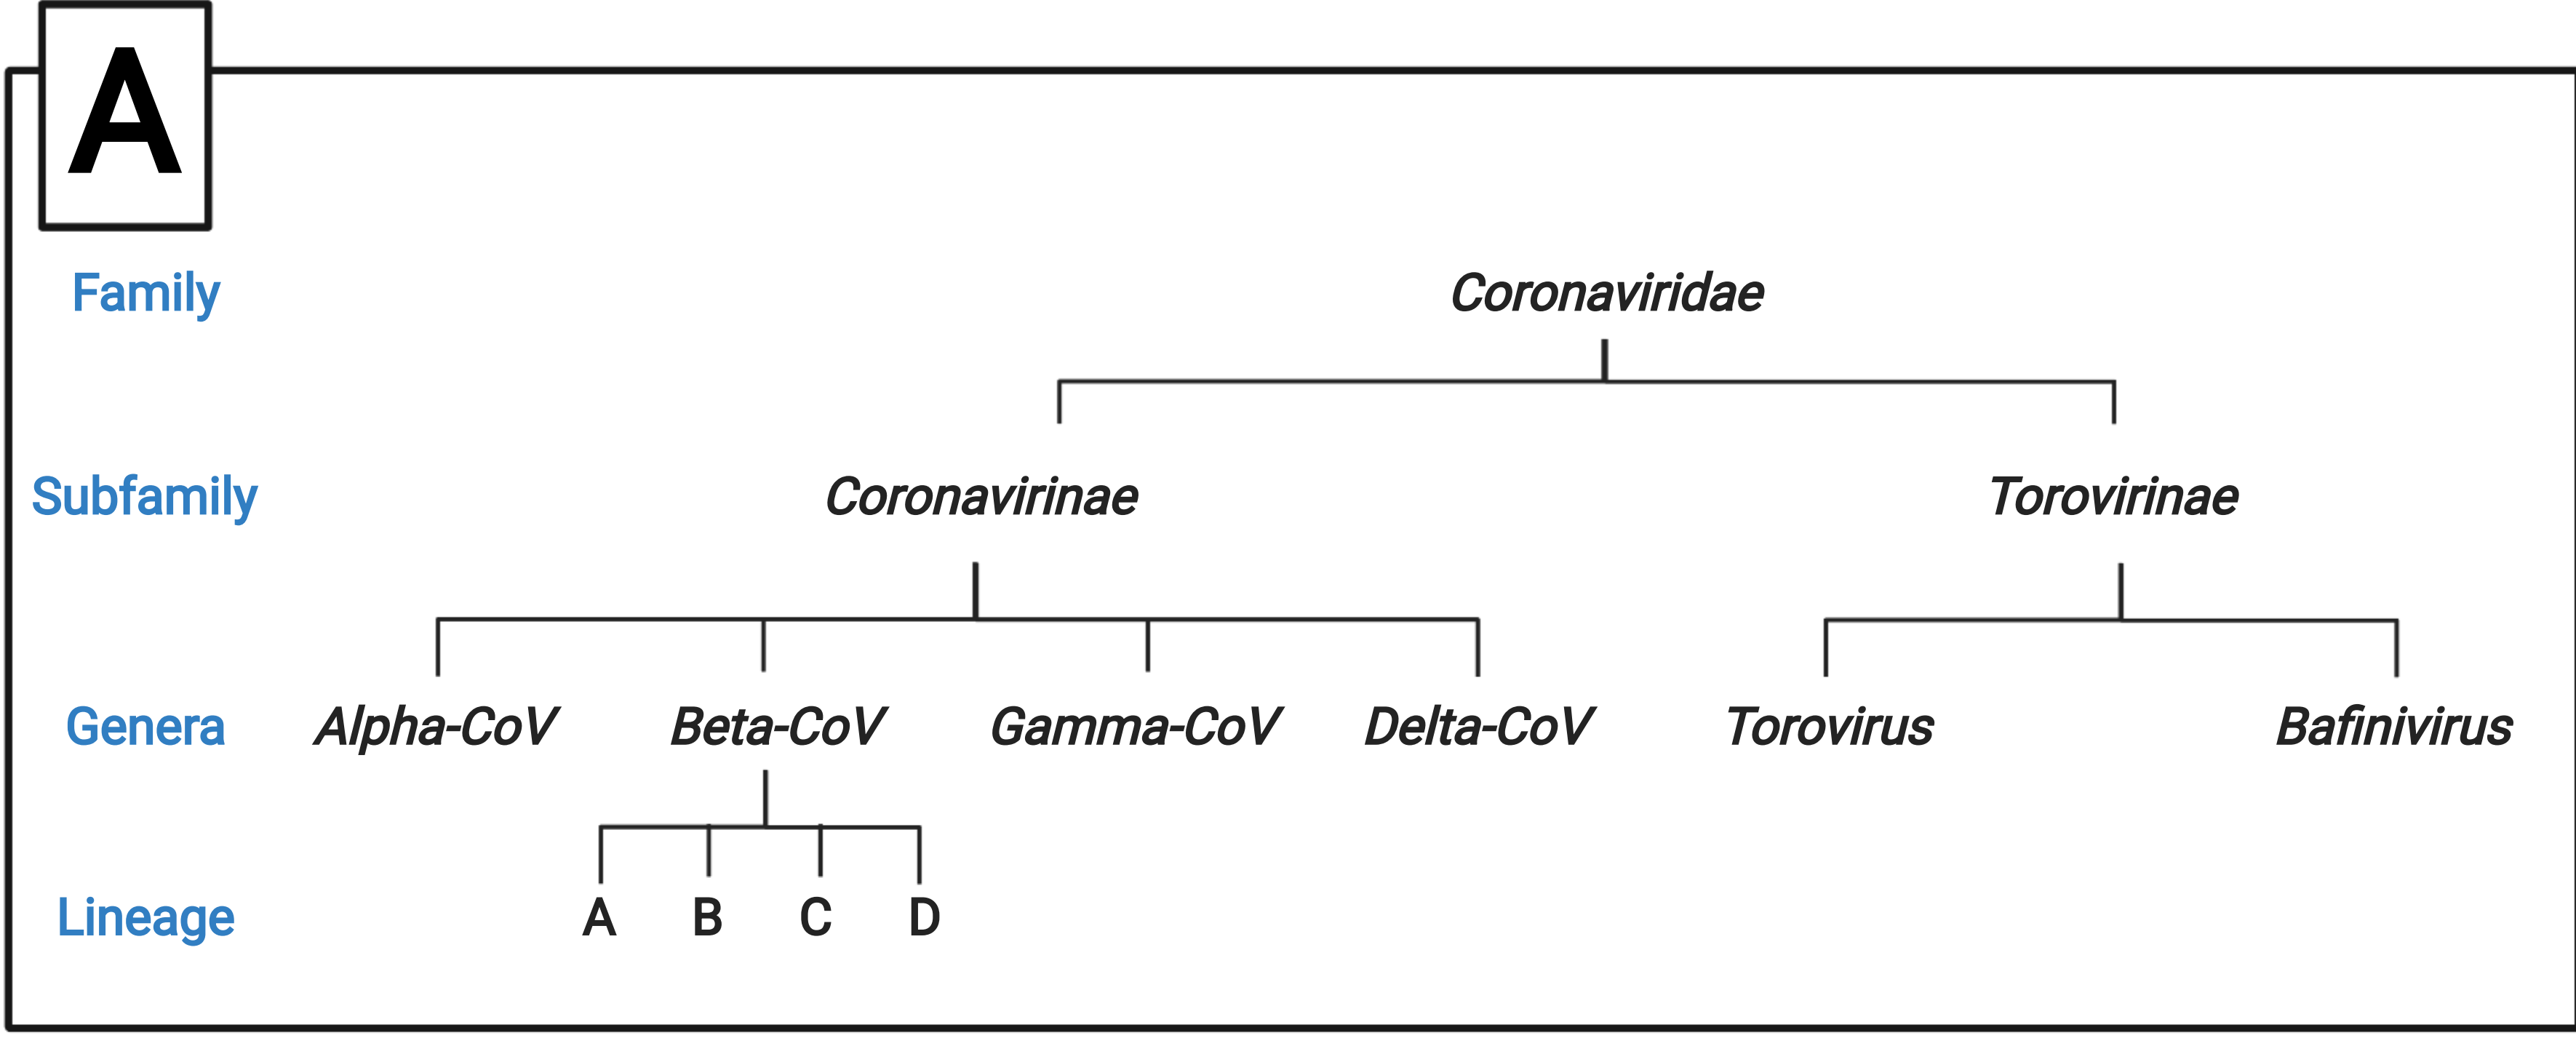 A
Family
Coronaviridae
Subfamily
Coronavirinae
Torovirinae
Genera
Alpha-CoV
Beta-CoV
Gamma-CoV
Delta-CoV
Torovirus
Bafinivirus
Lineage
A
B
C
D